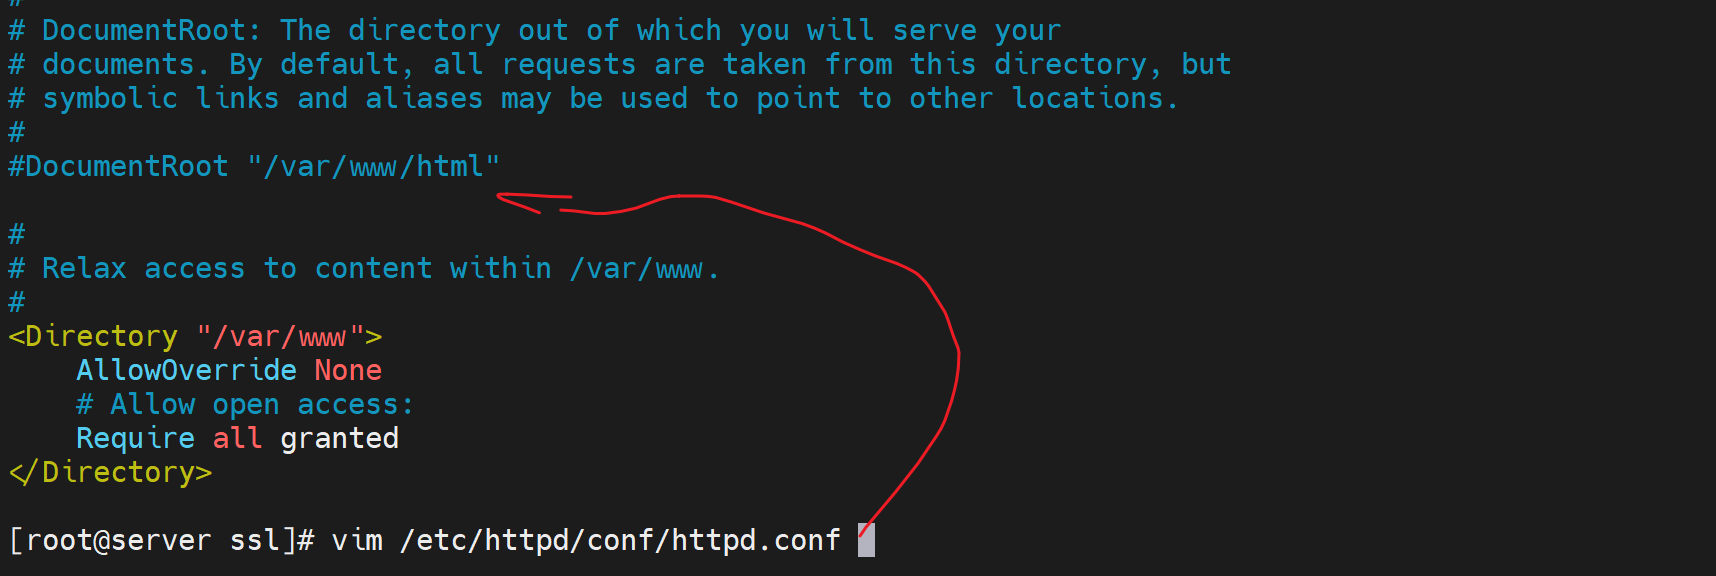 #
# DocumentRoot: The directory out of which you will serve your
# documents. By default, all requests are taken from this directory, but
# symbolic links and aliases may be used to point to other locations.
#
#DocumentRoot "/var/www/html"

#
# Relax access to content within /var/www.
#
<Directory "/var/www">
    AllowOverride None
    # Allow open access:
    Require all granted
</Directory>

[root@server ssl]# vim /etc/httpd/conf/httpd.conf